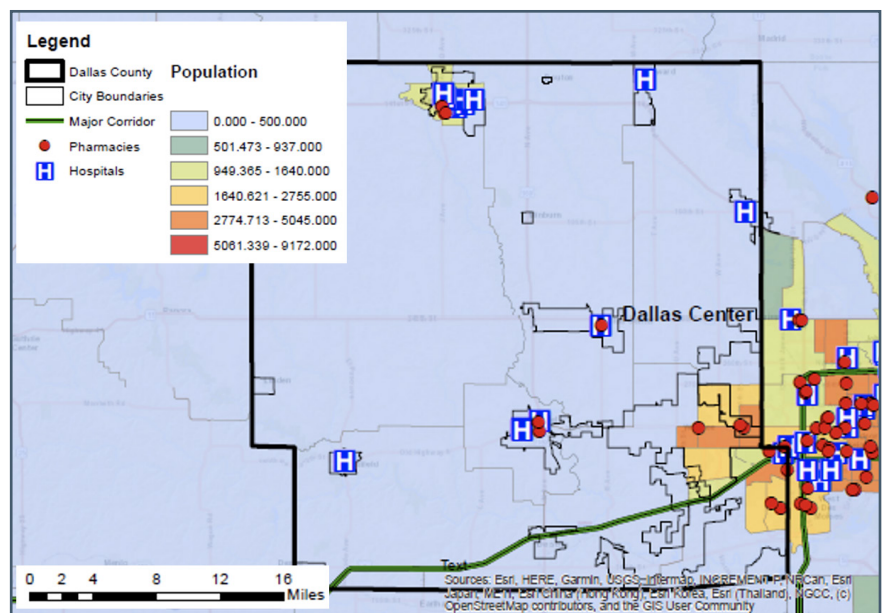 Legend
Dallas County
City Boundaries
Major Corridor
Pharmacies
H Hospitals
Population
0.000 - 500.000
501.473 - 937.000
949.365 - 1640.000
1640.621 - 2755.000
2774.713 - 5045.000
5061.339 - 9172.000
Dallas Center
0 2 4 8 12 16
Miles
Text
Sources: Esri, HERE, Garmin, USGS, Intermap, INCREMENT P, NRCan, Esri
Japan, METI, Esri China (Hong Kong), Esri Korea, Esri (Thailand), NGCC, (c)
OpenStreetMap contributors, and the GIS User Community